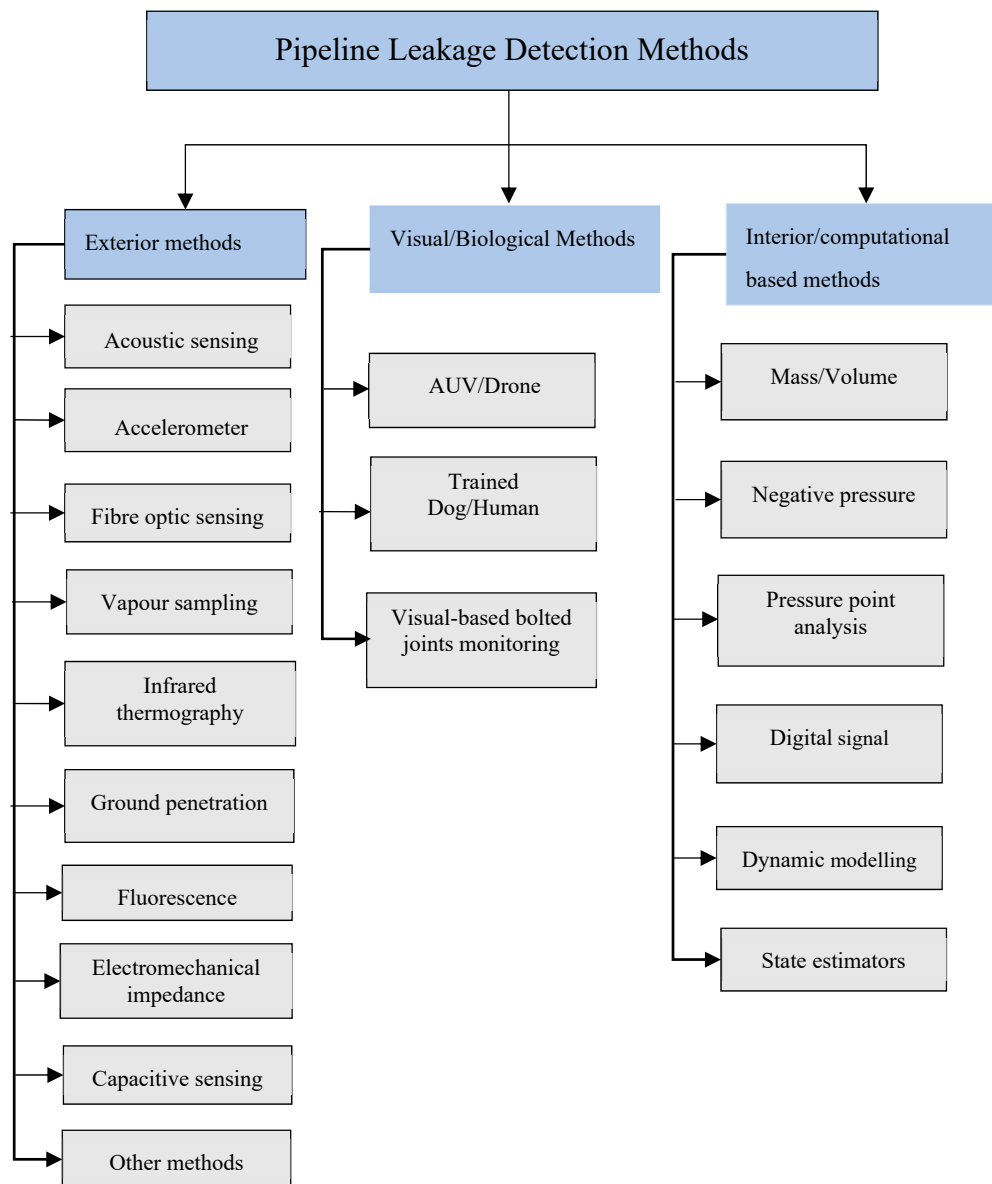 Pipeline Leakage Detection Methods
Exterior methods
Acoustic sensing
Accelerometer
Fibre optic sensing
Vapour sampling
Infrared
thermography
Ground penetration
Fluorescence
Electromechanical
impedance
Capacitive sensing
Other methods
Visual/Biological Methods
AUV/Drone
Trained
Dog/Human
Visual-based bolted
joints monitoring
Interior/computational
based methods
Mass/Volume
Negative pressure
Pressure point
analysis
Digital signal
Dynamic modelling
State estimators